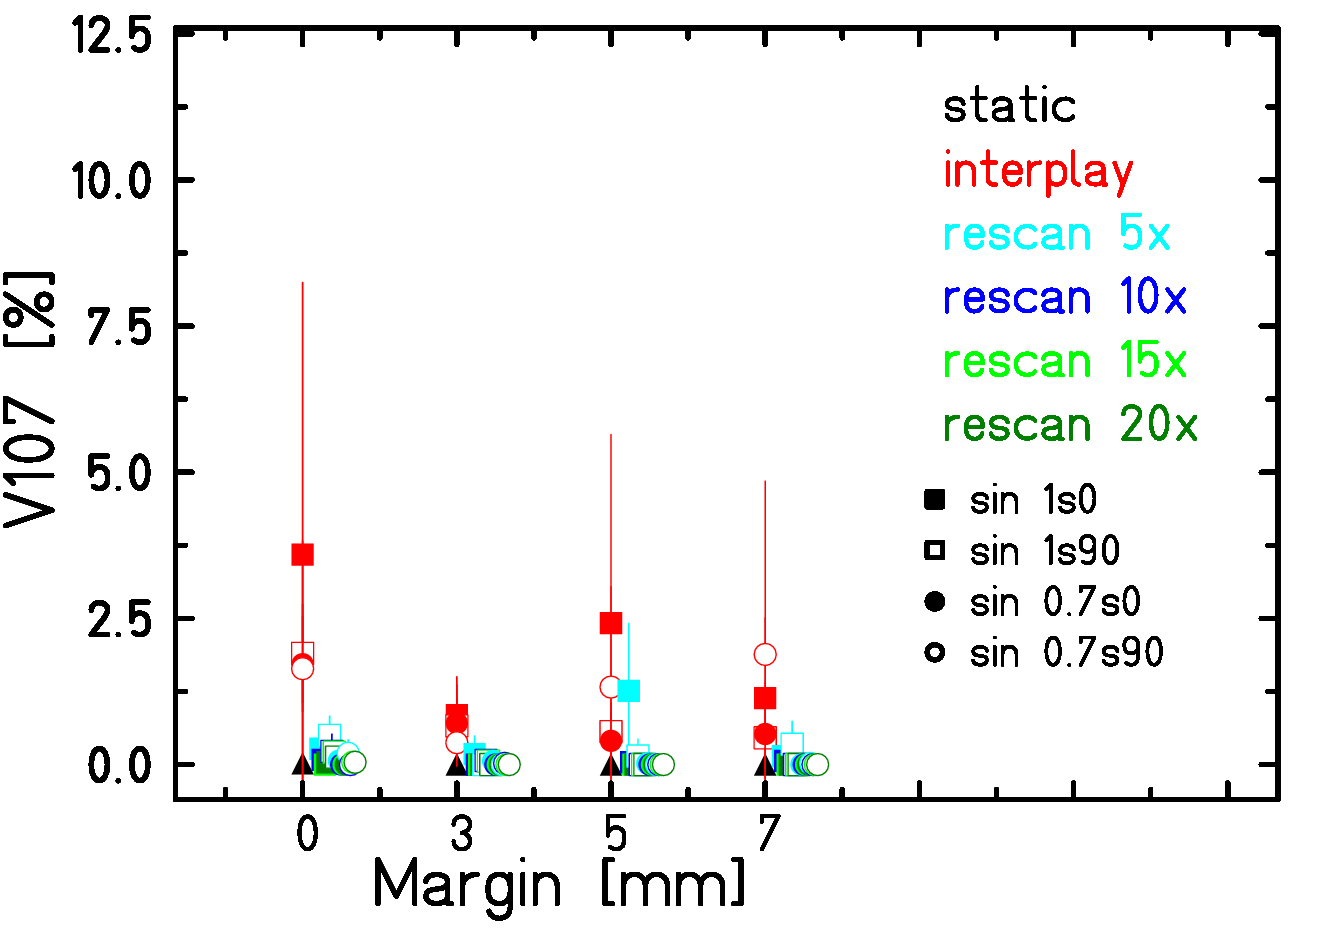 12.5
10.0
7.5
5.0
2.5
0.0
V107 [%]
static
interplay
rescan 5x
rescan 10x
rescan 15x
rescan 20x
sin 1s0
sin 1s90
sin 0.7s0
sin 0.7s90
0 3 5 7
Margin [mm]